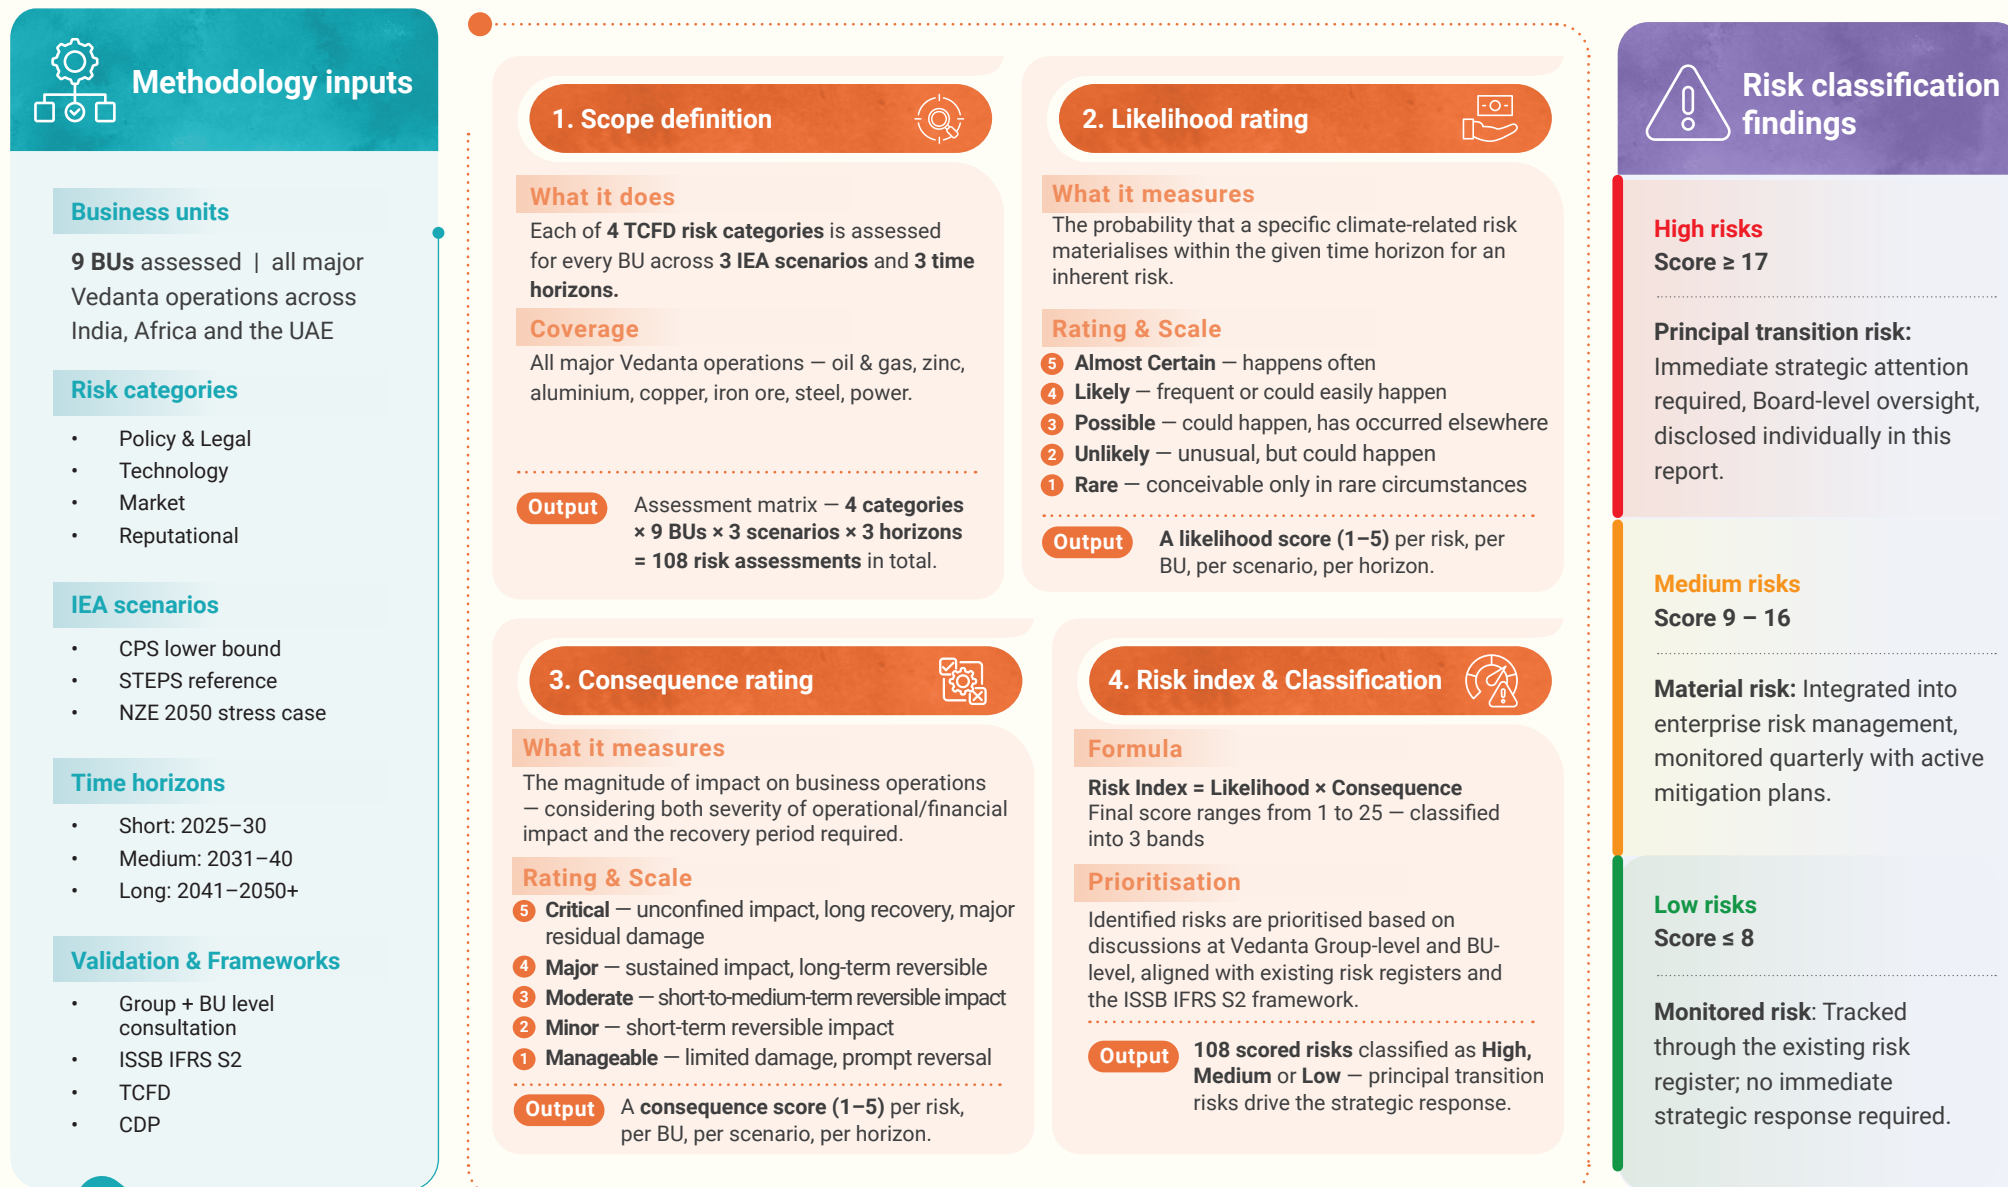 Methodology inputs
Business units
9 BUs assessed | all major
Vedanta operations across
India, Africa and the UAE
Risk categories
• Policy & Legal
• Technology
• Market
• Reputational
IEA scenarios
• CPS lower bound
• STEPS reference
• NZE 2050 stress case
Time horizons
• Short: 2025–30
• Medium: 2031–40
• Long: 2041–2050+
Validation & Frameworks
• Group + BU level
consultation
• ISSB IFRS S2
• TCFD
• CDP
1. Scope definition
What it does
Each of 4 TCFD risk categories is assessed
for every BU across 3 IEA scenarios and 3 time
horizons.
Coverage
All major Vedanta operations — oil & gas, zinc,
aluminium, copper, iron ore, steel, power.
Output
Assessment matrix — 4 categories
× 9 BUs × 3 scenarios × 3 horizons
= 108 risk assessments in total.
2. Likelihood rating
What it measures
The probability that a specific climate-related risk
materialises within the given time horizon for an
inherent risk.
Rating & Scale
5 Almost Certain — happens often
4 Likely — frequent or could easily happen
3 Possible — could happen, has occurred elsewhere
2 Unlikely — unusual, but could happen
1 Rare — conceivable only in rare circumstances
Output
A likelihood score (1–5) per risk, per
BU, per scenario, per horizon.
3. Consequence rating
What it measures
The magnitude of impact on business operations
— considering both severity of operational/financial
impact and the recovery period required.
Rating & Scale
5 Critical — unconfined impact, long recovery, major
residual damage
4 Major — sustained impact, long-term reversible
3 Moderate — short-to-medium-term reversible impact
2 Minor — short-term reversible impact
1 Manageable — limited damage, prompt reversal
Output
A consequence score (1–5) per risk,
per BU, per scenario, per horizon.
4. Risk index & Classification
Formula
Risk Index = Likelihood × Consequence
Final score ranges from 1 to 25 — classified
into 3 bands
Prioritisation
Identified risks are prioritised based on
discussions at Vedanta Group-level and BU-
level, aligned with existing risk registers and
the ISSB IFRS S2 framework.
Output
108 scored risks classified as High,
Medium or Low — principal transition
risks drive the strategic response.
Risk classification
findings
High risks
Score ≥ 17
Principal transition risk:
Immediate strategic attention
required, Board-level oversight,
disclosed individually in this
report.
Medium risks
Score 9 – 16
Material risk: Integrated into
enterprise risk management,
monitored quarterly with active
mitigation plans.
Low risks
Score ≤ 8
Monitored risk: Tracked
through the existing risk
register; no immediate
strategic response required.